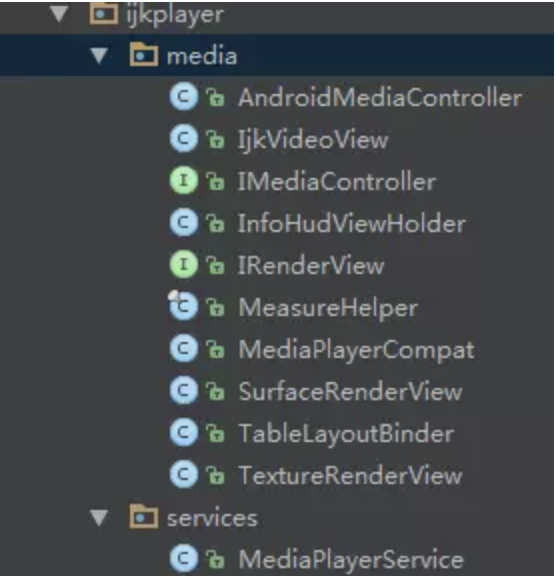 ijkplayer
media
AndroidMediaController
IjkVideoView
IMediaController
InfoHudViewHolder
IRenderView
MeasureHelper
MediaPlayerCompat
SurfaceRenderView
TableLayoutBinder
TextureRenderView
services
MediaPlayerService